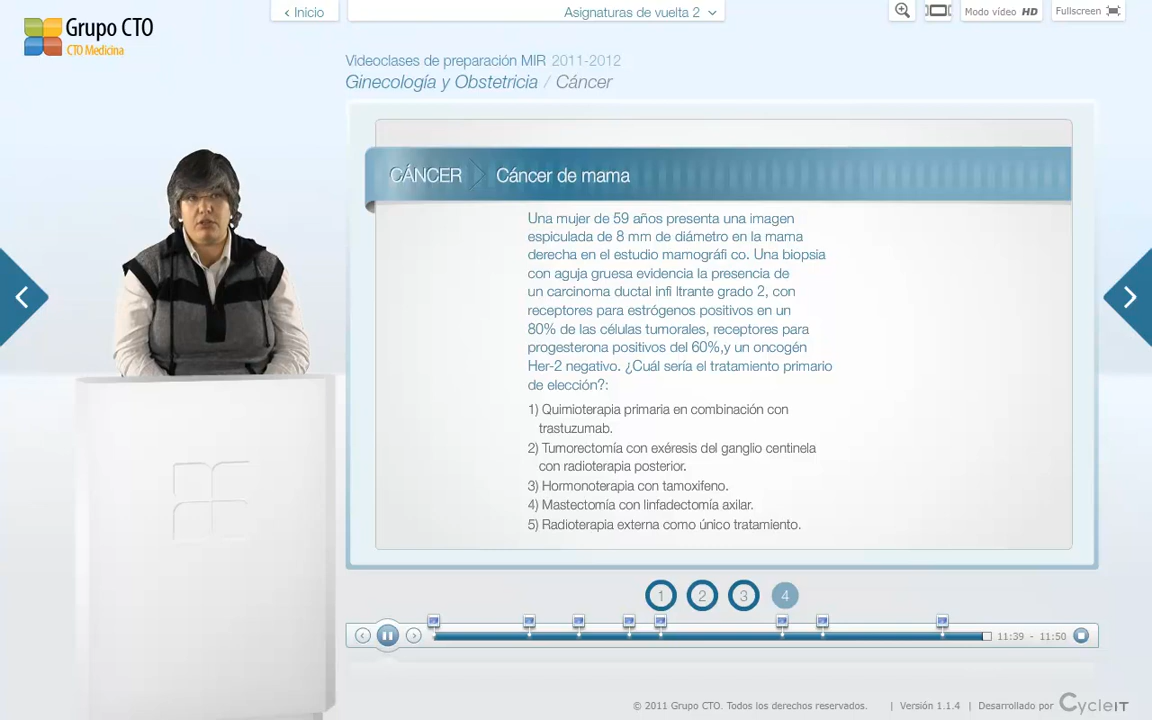 Grupo CTO
CTO Medicina
‹ Inicio
Asignaturas de vuelta 2
Modo vídeo HD
Fullscreen
Videoclases de preparación MIR 2011-2012
Ginecología y Obstetricia / Cáncer
CÁNCER
Cáncer de mama
Una mujer de 59 años presenta una imagen
espiculada de 8 mm de diámetro en la mama
derecha en el estudio mamográfi co. Una biopsia
con aguja gruesa evidencia la presencia de
un carcinoma ductal infi ltrante grado 2, con
receptores para estrógenos positivos en un
80% de las células tumorales, receptores para
progesterona positivos del 60%,y un oncogén
Her-2 negativo. ¿Cuál sería el tratamiento primario
de elección?:
1) Quimioterapia primaria en combinación con
trastuzumab.
2) Tumorectomía con exéresis del ganglio centinela
con radioterapia posterior.
3) Hormonoterapia con tamoxifeno.
4) Mastectomía con linfadectomía axilar.
5) Radioterapia externa como único tratamiento.
1 2 3 4
11:39 - 11:50
© 2011 Grupo CTO. Todos los derechos reservados. | Versión 1.1.4 | Desarrollado por CycleIT